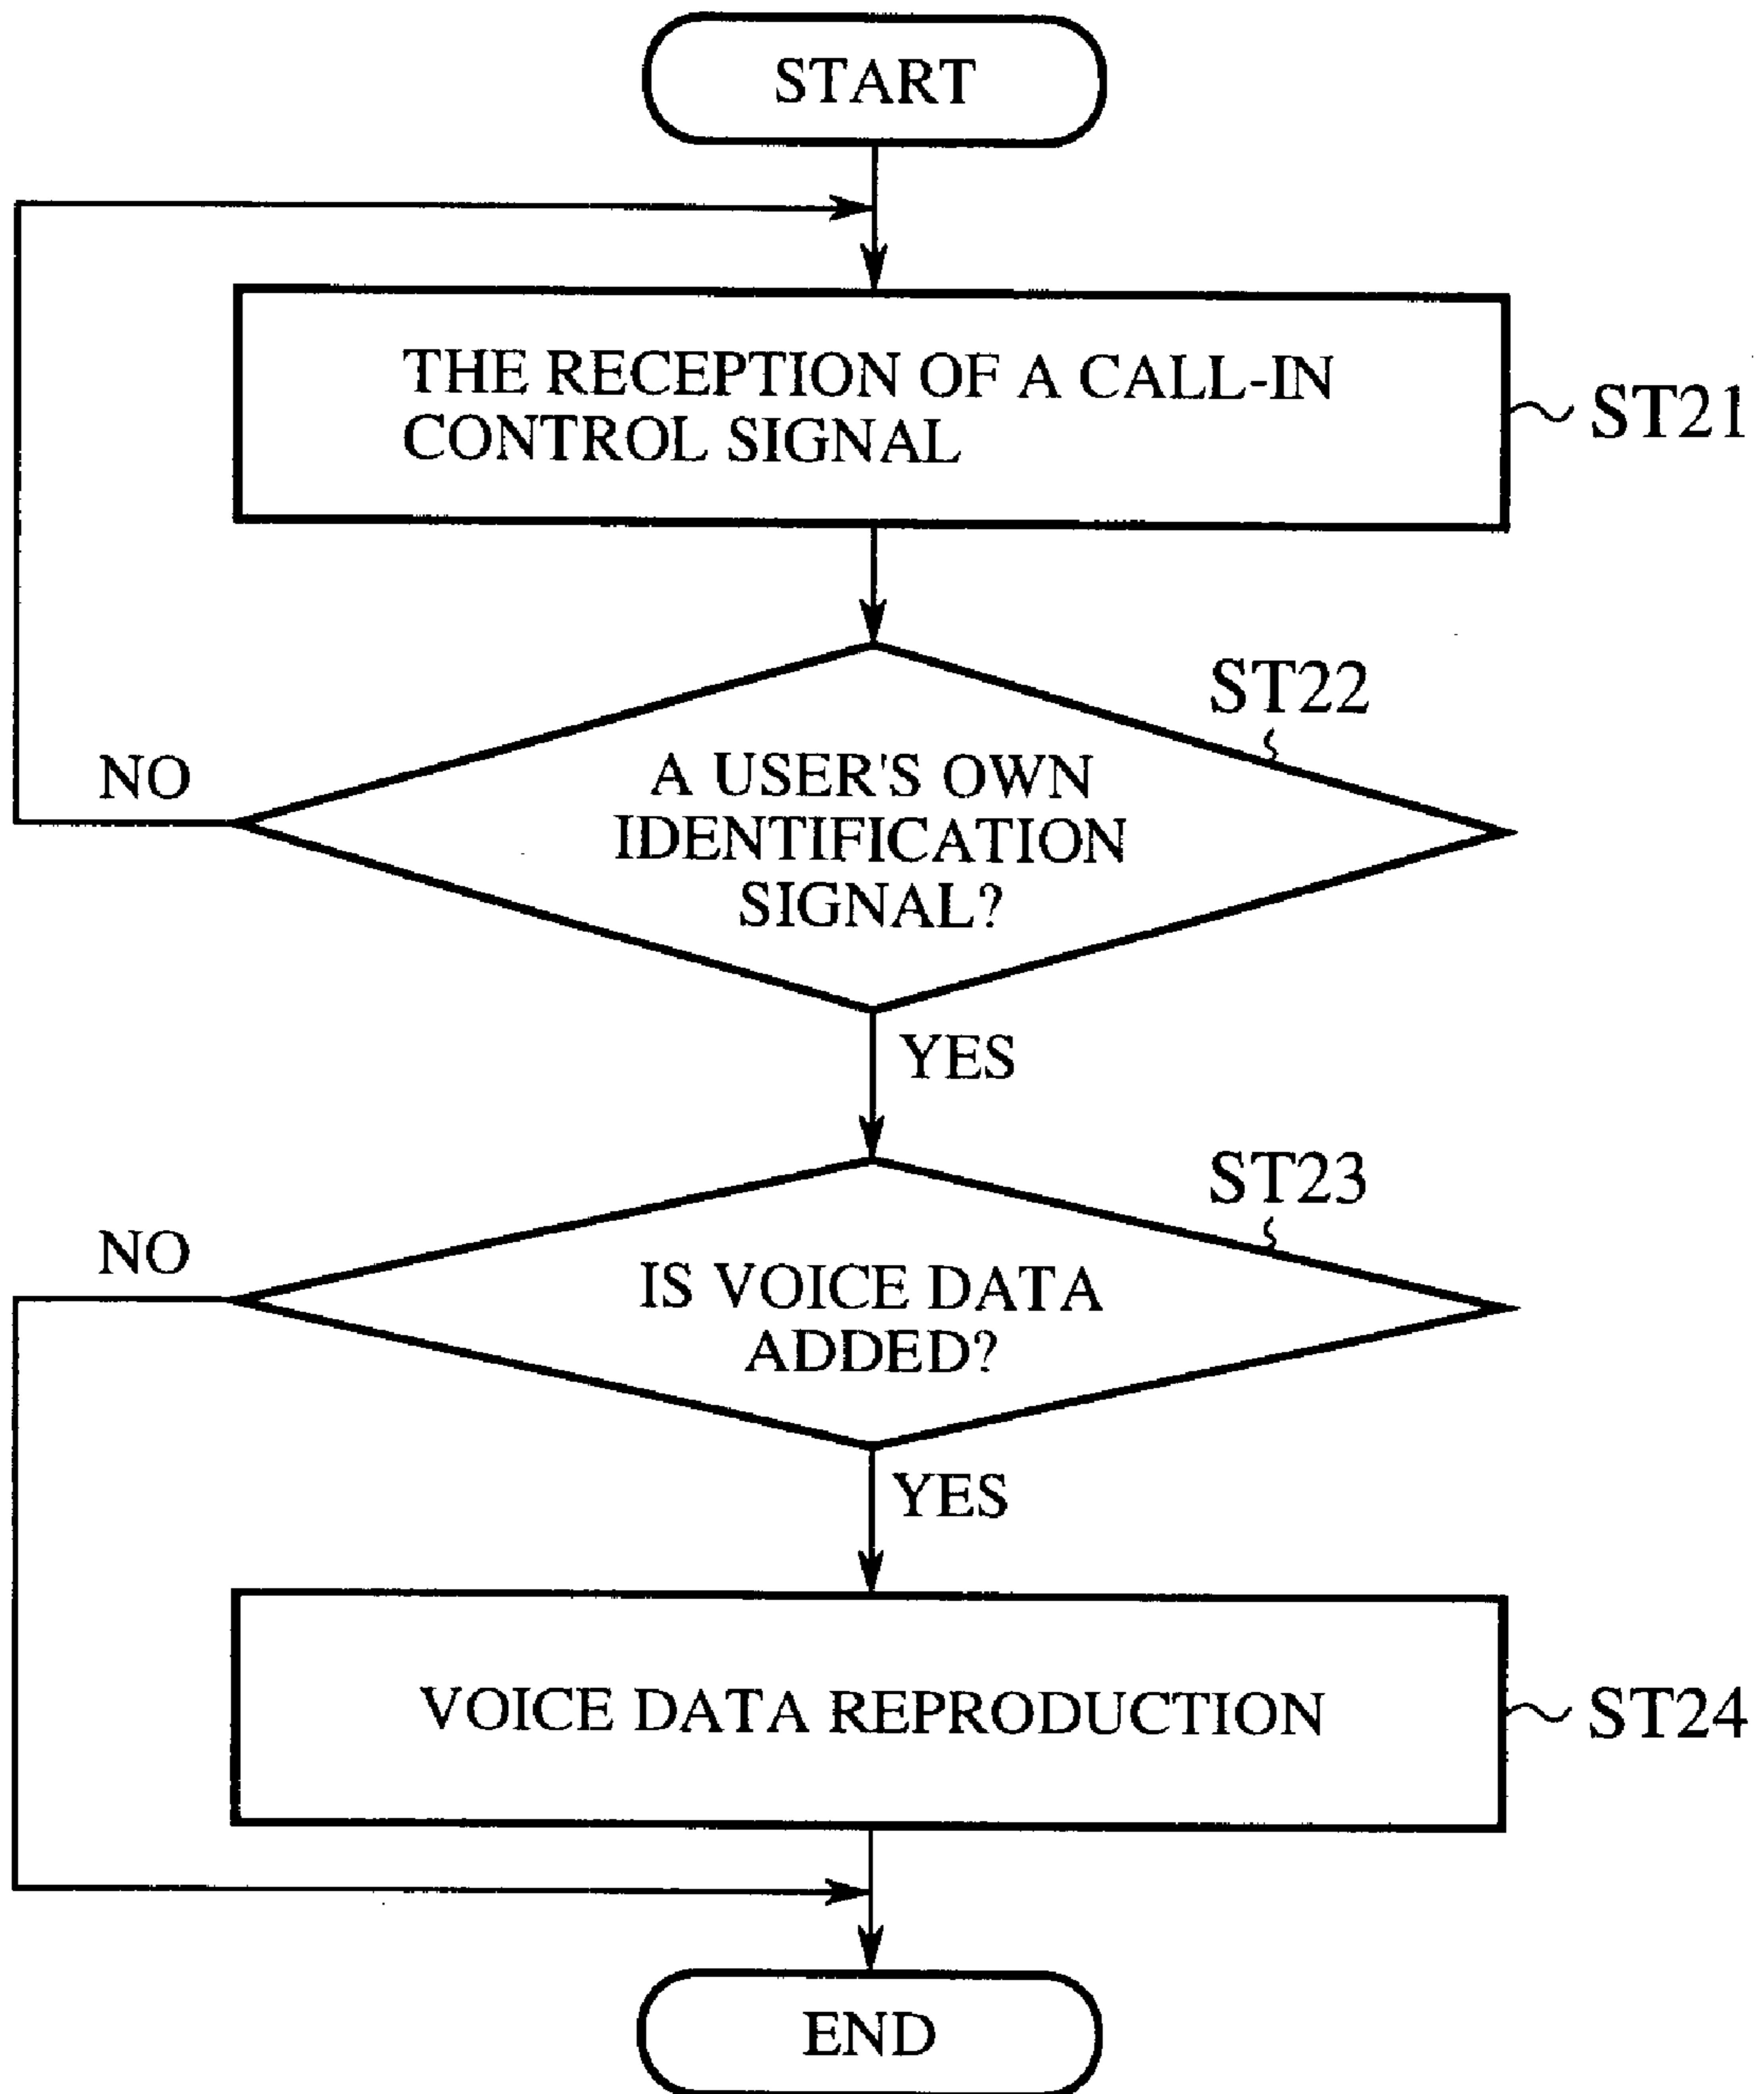 START
THE RECEPTION OF A CALL-IN
CONTROL SIGNAL
ST21
ST22
NO
A USER'S OWN
IDENTIFICATION
SIGNAL?
YES
ST23
NO
IS VOICE DATA
ADDED?
YES
VOICE DATA REPRODUCTION
ST24
END